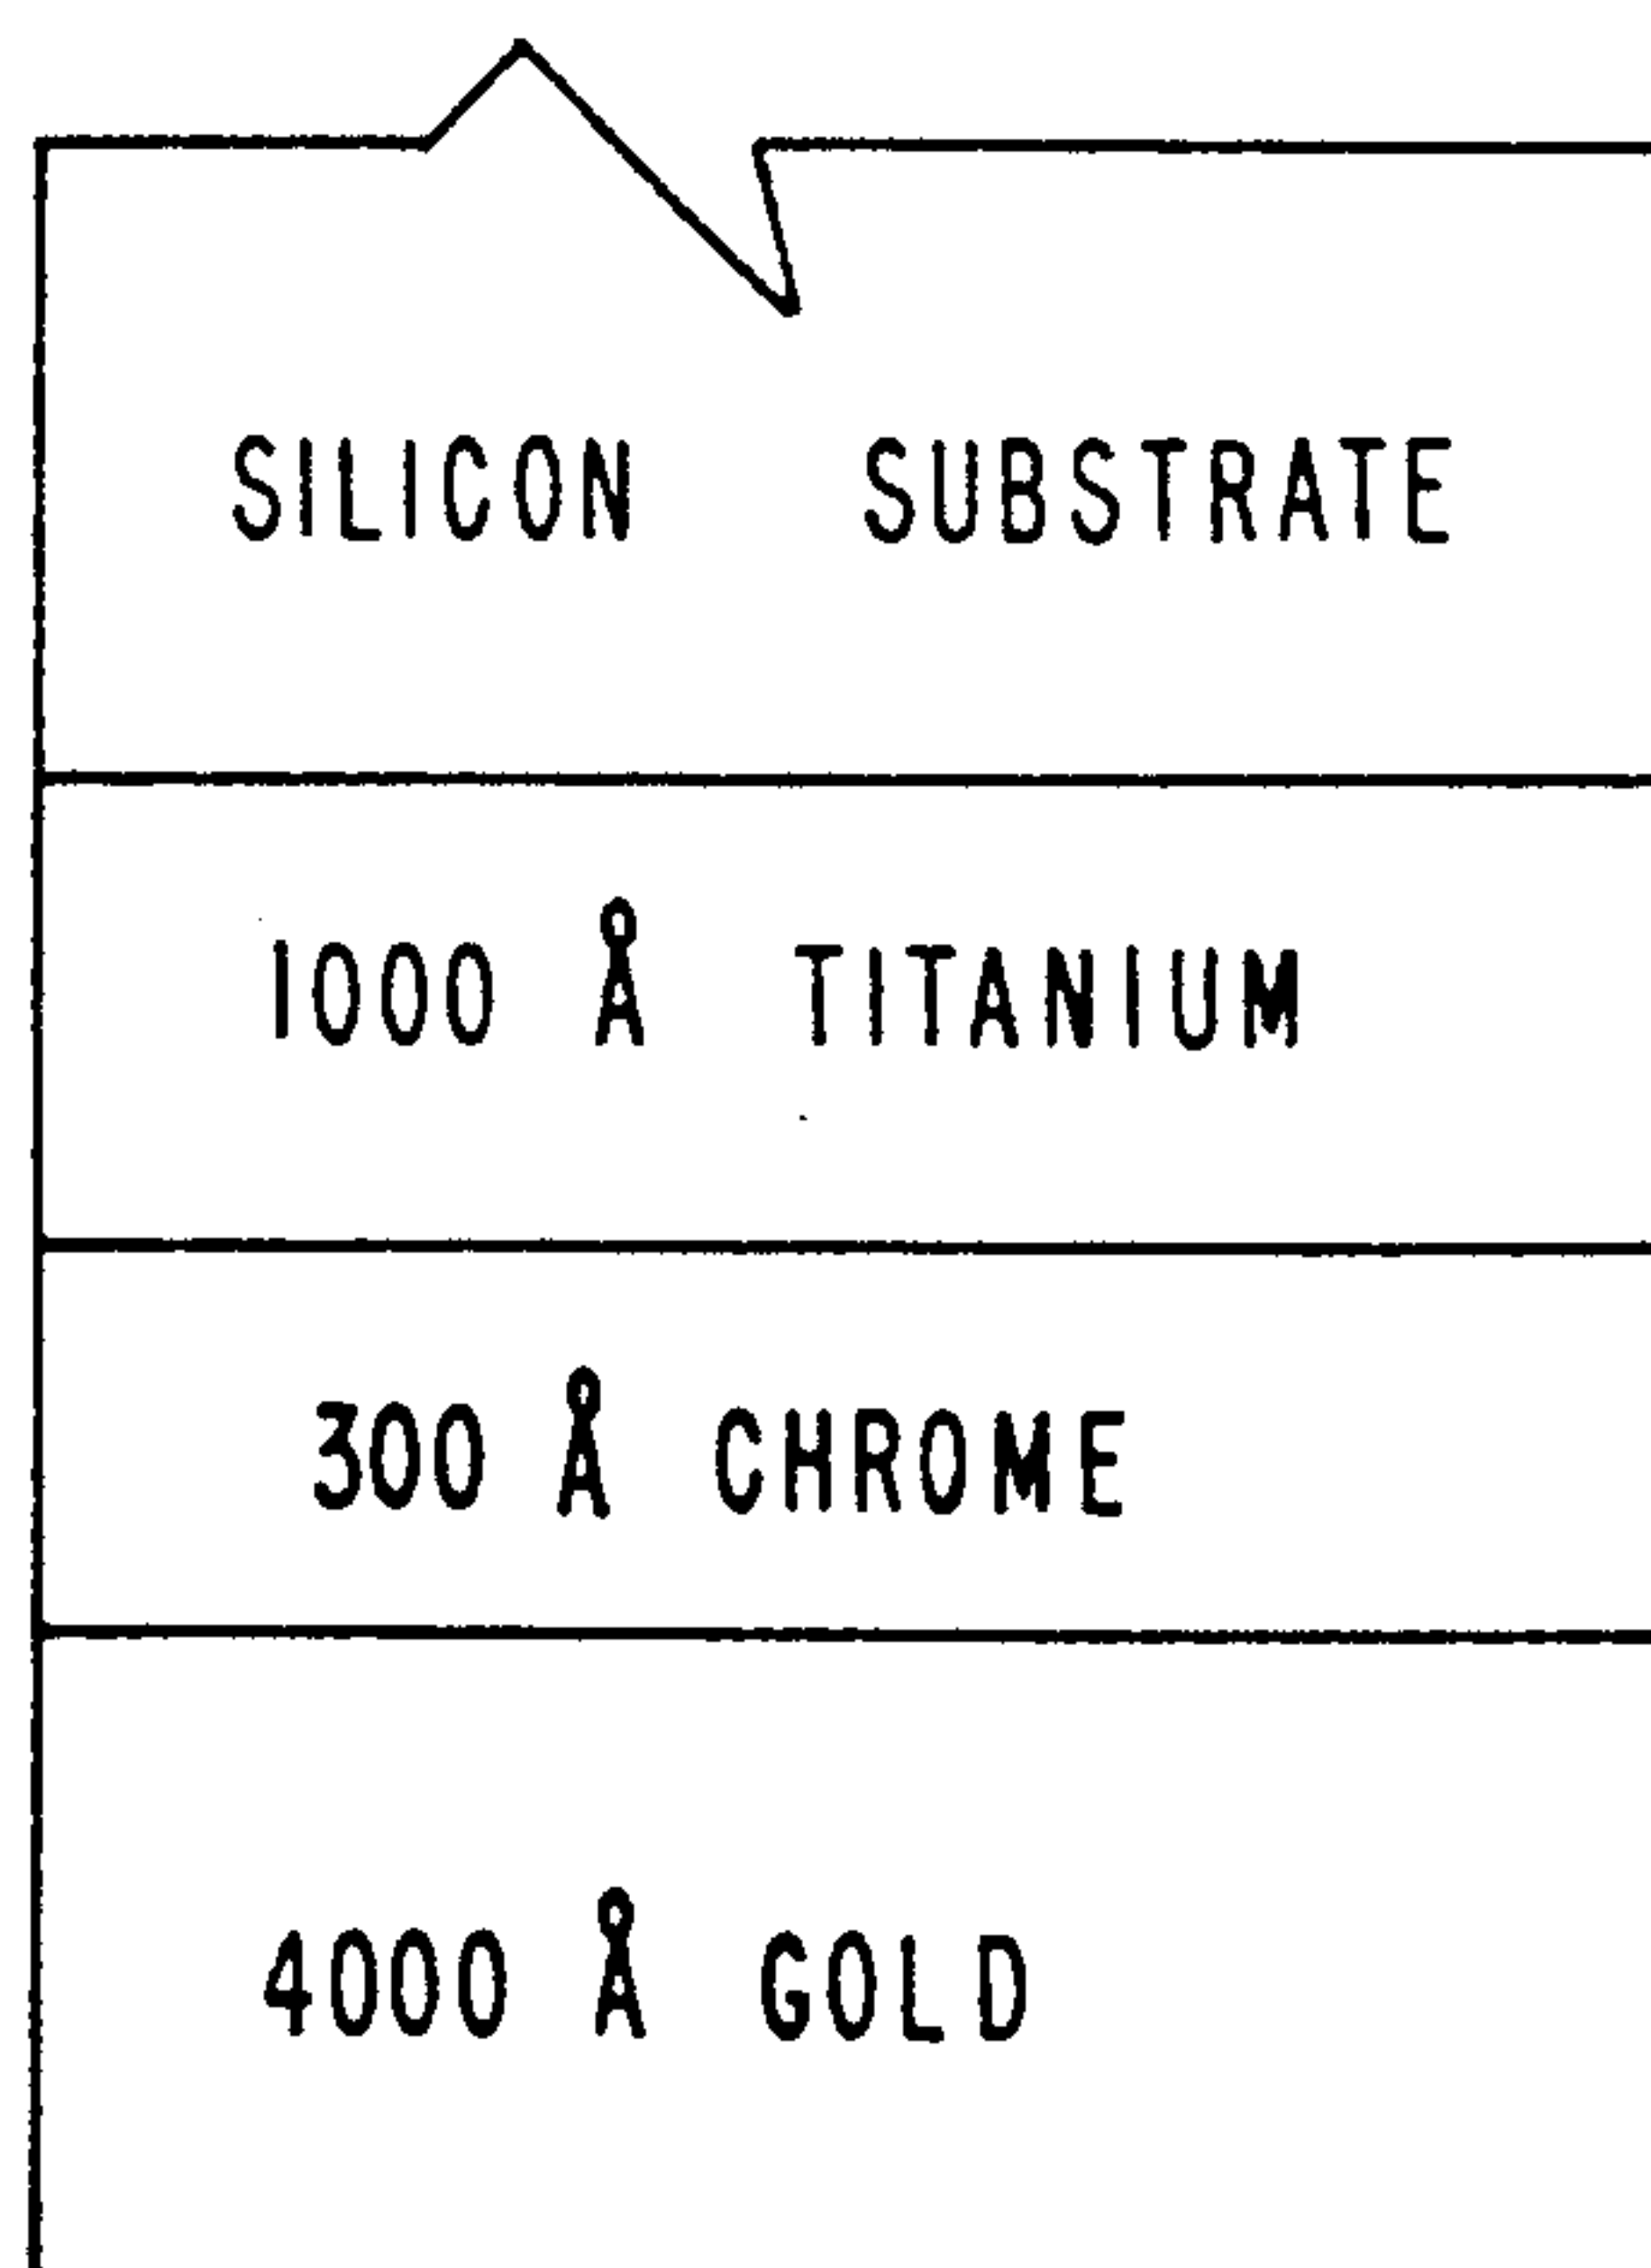 SILICON SUBSTRATE
1000 Å TITANIUM
300 Å CHROME
4000 Å GOLD